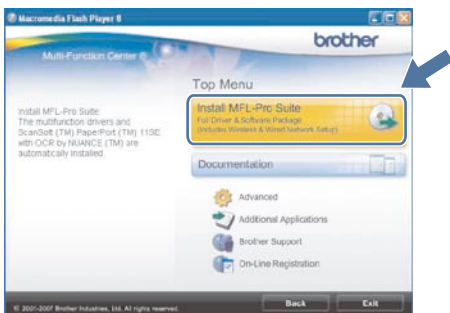 Macromedia Flash Player 8
brother
Multi-Function Center ®
Top Menu
Install MFL-Pro Suite
Full Driver & Software Package
(Includes Wireless & Wired Network Setup)
Install MFL-Pro Suite
The multifunction drivers and
ScanSoft (TM) PaperPort (TM) 11SE
with OCR by NUANCE (TM) are
automatically installed.
Documentation
Advanced
Additional Applications
Brother Support
On-Line Registration
© 2001-2007 Brother Industries, Ltd. All rights reserved.
Back
Exit